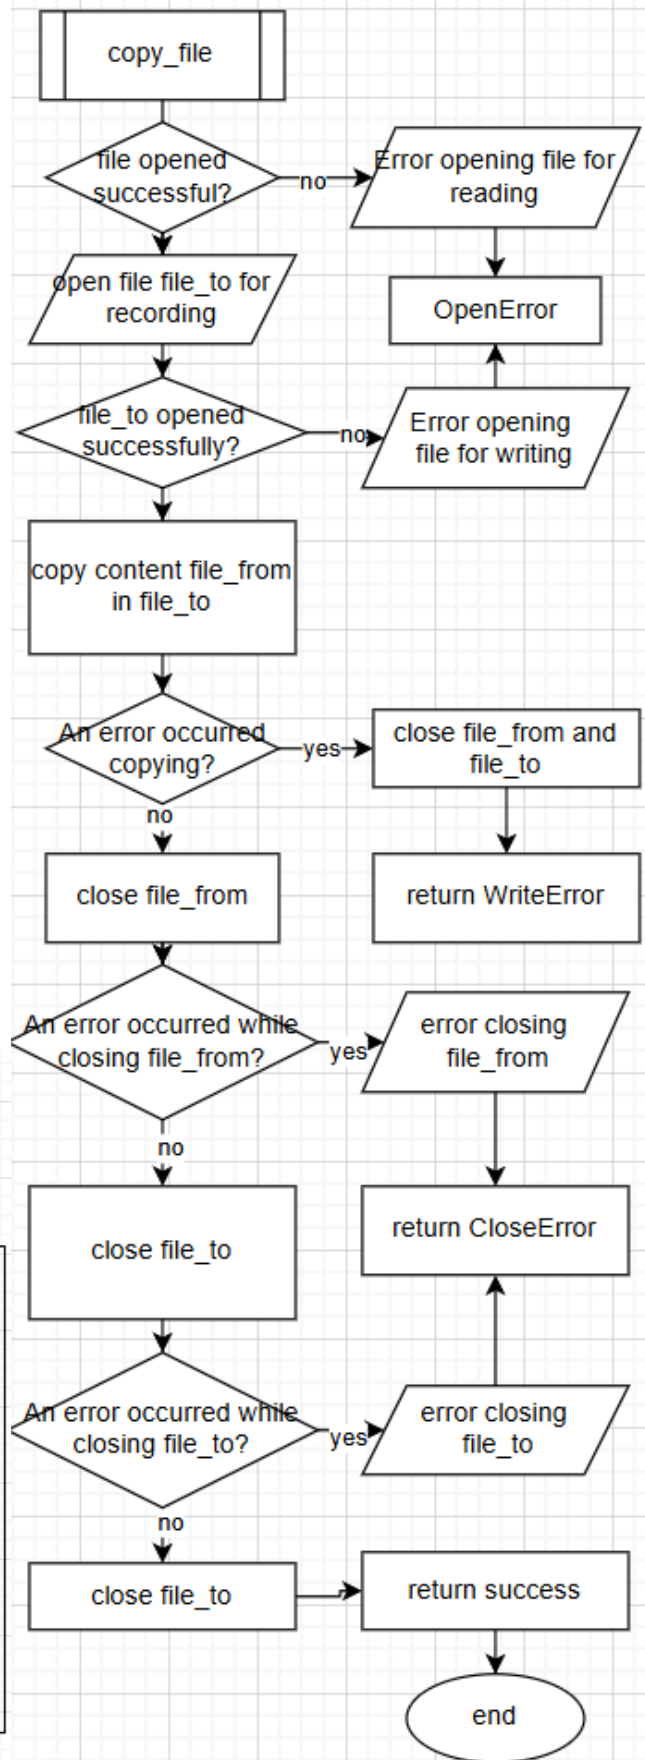 copy_file
file opened
successful?
no
Error opening file for
reading
open file file_to for
recording
OpenError
file_to opened
successfully?
no
Error opening
file for writing
copy content file_from
in file_to
An error occurred
copying?
yes
close file_from and
file_to
no
close file_from
return WriteError
An error occurred while
closing file_from?
yes
error closing
file_from
no
close file_to
return CloseError
An error occurred while
closing file_to?
yes
error closing
file_to
no
close file_to
return success
end